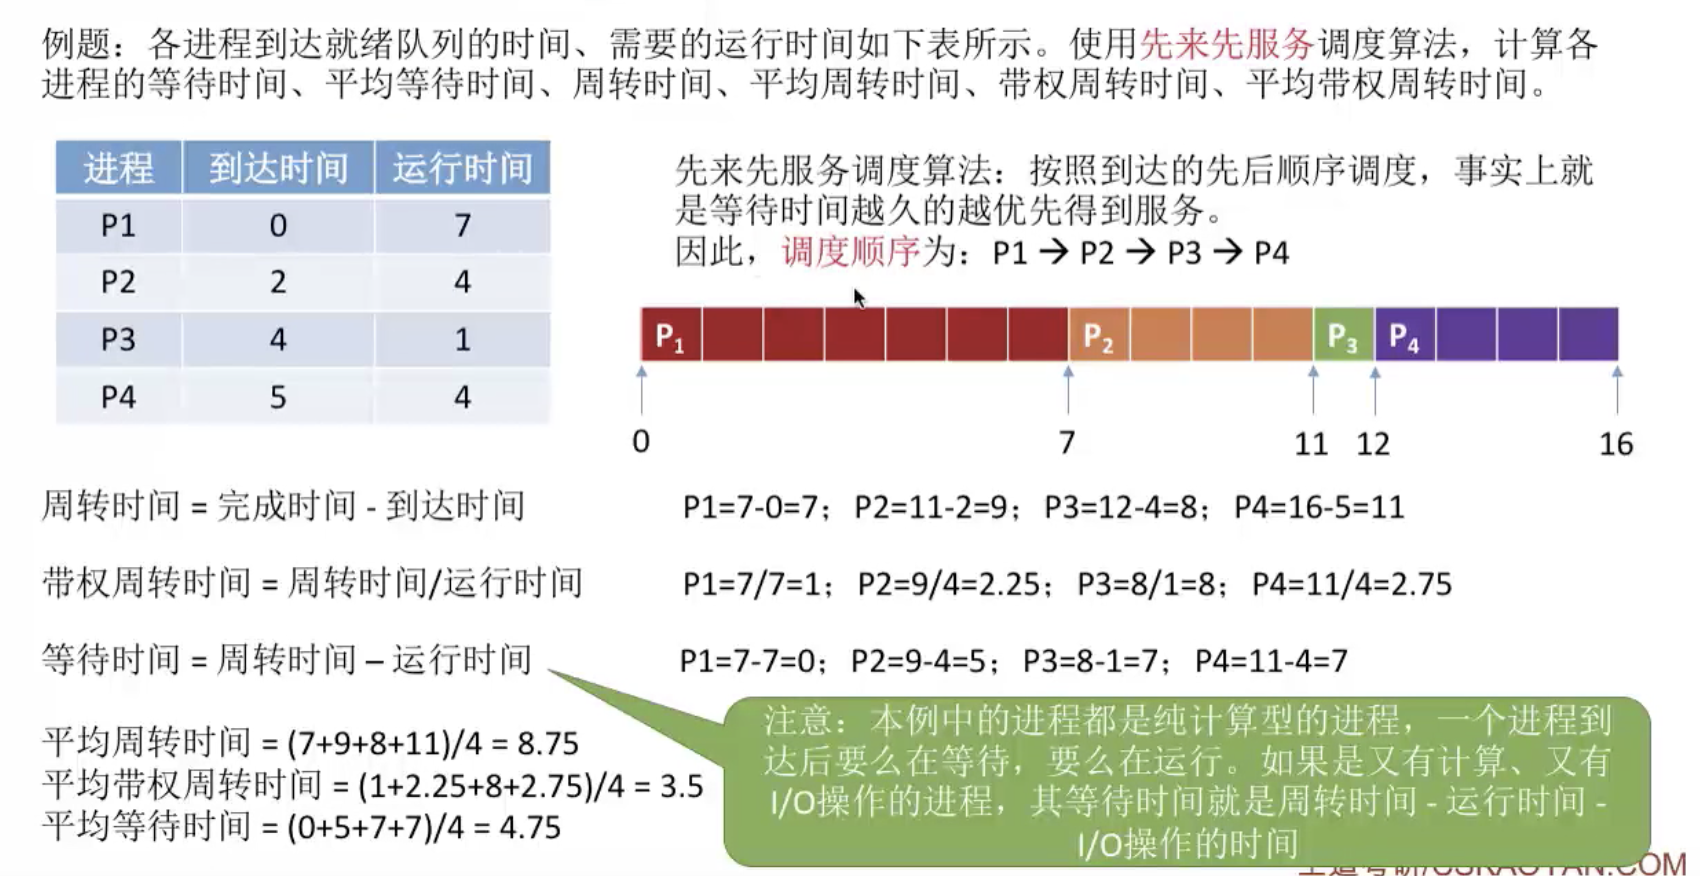 例题：各进程到达就绪队列的时间、需要的运行时间如下表所示。使用先来先服务调度算法，计算各
进程的等待时间、平均等待时间、周转时间、平均周转时间、带权周转时间、平均带权周转时间。
进程 到达时间 运行时间
P1 0 7
P2 2 4
P3 4 1
P4 5 4
先来先服务调度算法：按照到达的先后顺序调度，事实上就
是等待时间越久的越优先得到服务。
因此，调度顺序为：P1 → P2 → P3 → P4
P₁ P₂ P₃ P₄
0 7 11 12 16
周转时间 = 完成时间 - 到达时间 P1=7-0=7；P2=11-2=9；P3=12-4=8；P4=16-5=11
带权周转时间 = 周转时间/运行时间 P1=7/7=1；P2=9/4=2.25；P3=8/1=8；P4=11/4=2.75
等待时间 = 周转时间 – 运行时间 P1=7-7=0；P2=9-4=5；P3=8-1=7；P4=11-4=7
平均周转时间 = (7+9+8+11)/4 = 8.75
平均带权周转时间 = (1+2.25+8+2.75)/4 = 3.5
平均等待时间 = (0+5+7+7)/4 = 4.75
注意：本例中的进程都是纯计算型的进程，一个进程到
达后要么在等待，要么在运行。如果是又有计算、又有
I/O操作的进程，其等待时间就是周转时间 - 运行时间 -
I/O操作的时间